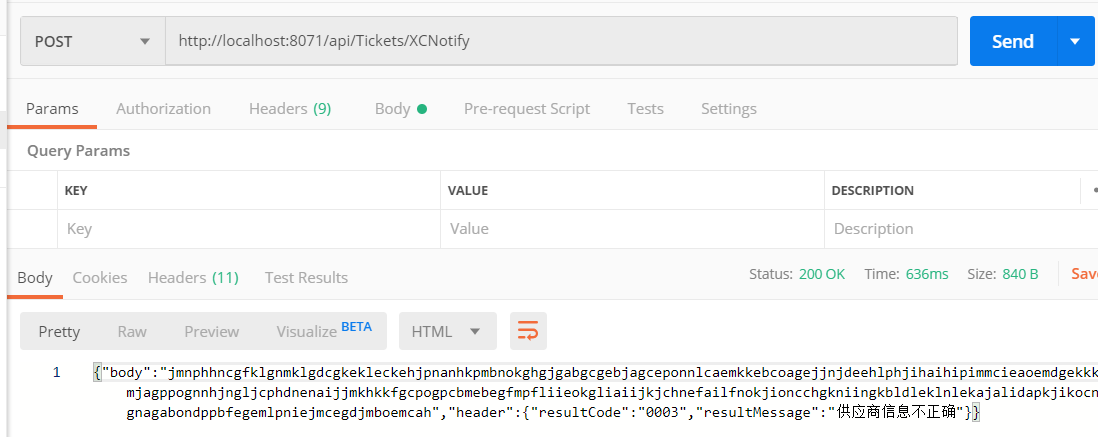 POST http://localhost:8071/api/Tickets/XCNotify Send
Params Authorization Headers (9) Body Pre-request Script Tests Settings
Query Params
KEY VALUE DESCRIPTION
Key Value Description
Body Cookies Headers (11) Test Results Status: 200 OK Time: 636ms Size: 840 B Sav
Pretty Raw Preview Visualize BETA HTML
1 {"body":"jmnphhncgfklgnmklgdcgkekleckehjpnanhkpmbnokghgjgabgcgebjagceponnlcaemkkebcoagejjnjdeehlphjihaihipimmcieaoemdgekkk
mjagppognnhjngljcphdnenaijjmkhkkfgcpogpcbmebegfmpfliieokgliaiijkjchnefailfnokjioncchgkniingkbldleklnlekajalidapkjikocn
gnagabondppbfegemlpniejmcegdjmboemcah","header":{"resultCode":"0003","resultMessage":"供应商信息不正确"}}